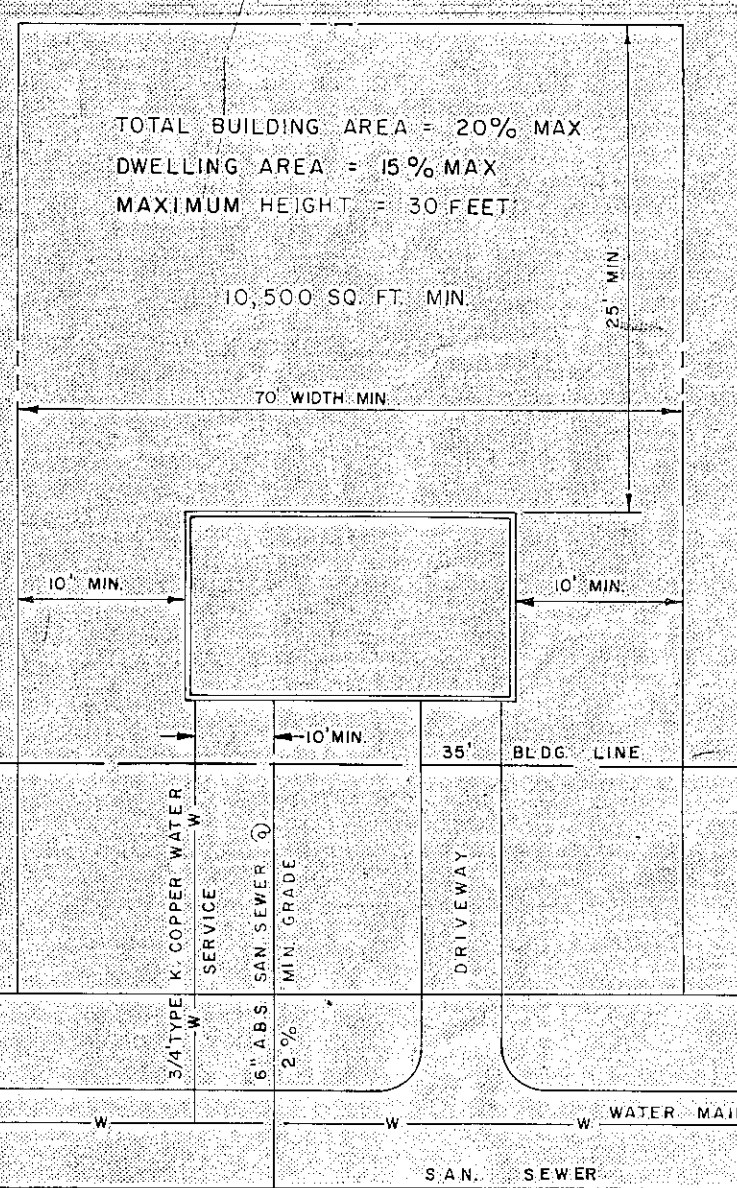 TOTAL BUILDING AREA = 20% MAX
DWELLING AREA = 15% MAX
MAXIMUM HEIGHT = 30 FEET
10,500 SQ. FT. MIN.
25' MIN.
70' WIDTH MIN.
10' MIN.
10' MIN.
10' MIN.
35' BLDG. LINE
3/4" TYPE K. COPPER WATER
SERVICE
W
W
6" A.B.S. SAN. SEWER @
2% MIN. GRADE
DRIVEWAY
W W W WATER MAI
SAN. SEWER